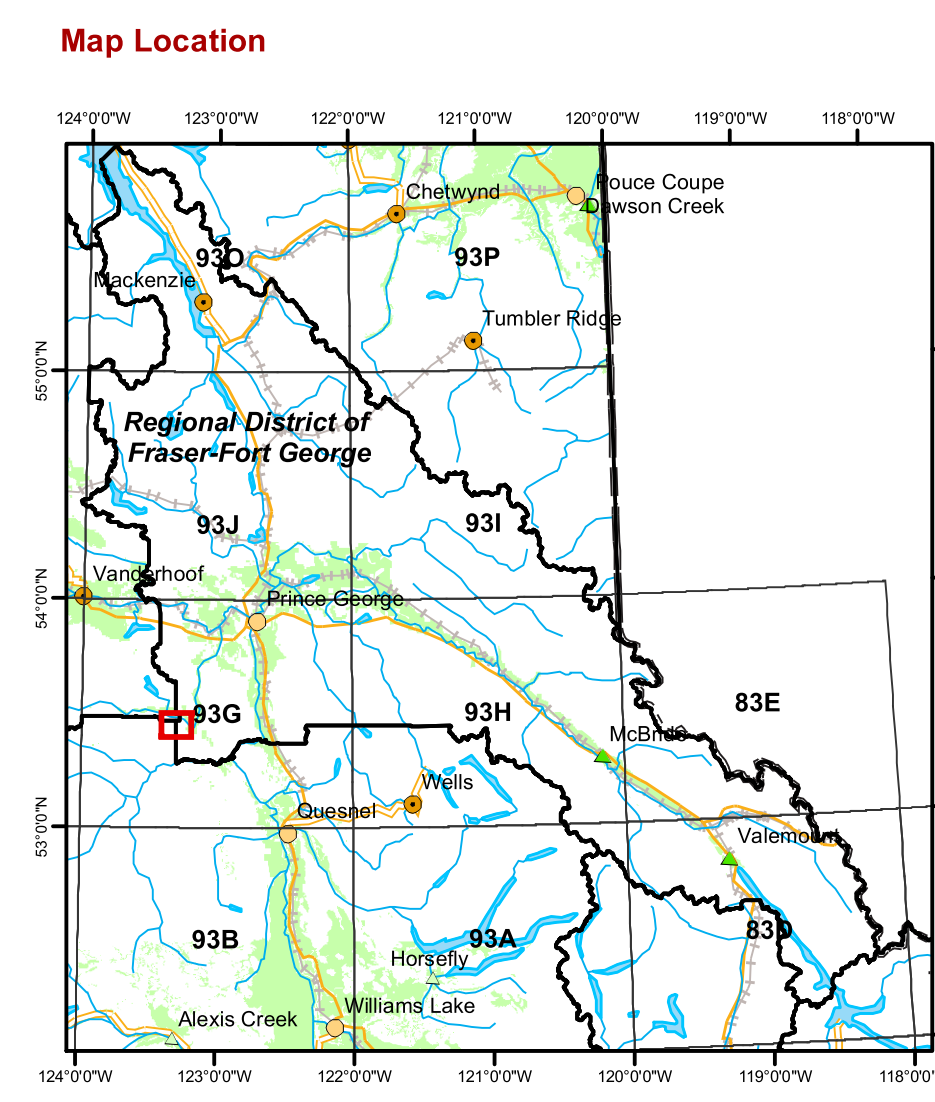 Map Location
124°0'0"W 123°0'0"W 122°0'0"W 121°0'0"W 120°0'0"W 119°0'0"W 118°0'0"W
Pouce Coupe
Chetwynd
Dawson Creek
93O
93P
Mackenzie
Tumbler Ridge
55°0'0"N
Regional District of
Fraser-Fort George
93J
93I
Vanderhoof
54°0'0"N
Prince George
93G
93H
83E
McBride
Wells
Quesnel
53°0'0"N
Valemount
93B
93A
83D
Horsefly
Williams Lake
Alexis Creek
124°0'0"W 123°0'0"W 122°0'0"W 121°0'0"W 120°0'0"W 119°0'0"W 118°0'